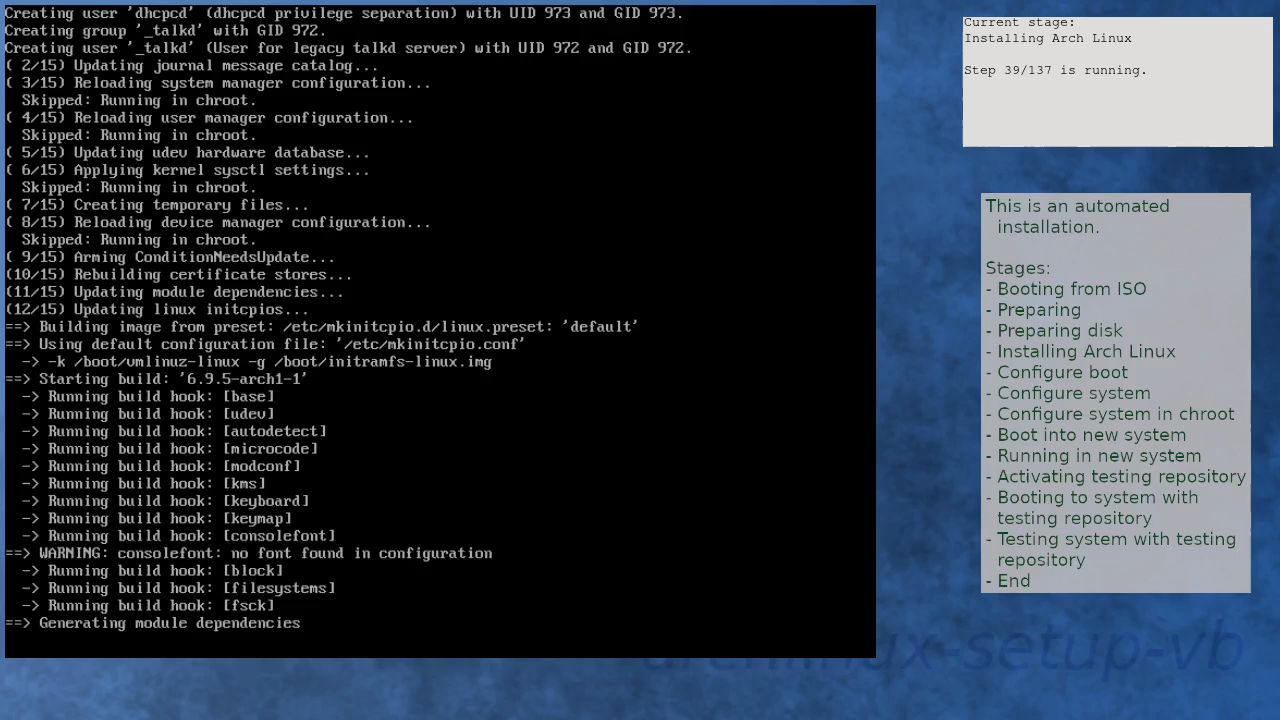 Creating user 'dhcpcd' (dhcpcd privilege separation) with UID 973 and GID 973.
Creating group '_talkd' with GID 972.
Creating user '_talkd' (User for legacy talkd server) with UID 972 and GID 972.
( 2/15) Updating journal message catalog...
( 3/15) Reloading system manager configuration...
  Skipped: Running in chroot.
( 4/15) Reloading user manager configuration...
  Skipped: Running in chroot.
( 5/15) Updating udev hardware database...
( 6/15) Applying kernel sysctl settings...
  Skipped: Running in chroot.
( 7/15) Creating temporary files...
( 8/15) Reloading device manager configuration...
  Skipped: Running in chroot.
( 9/15) Arming ConditionNeedsUpdate...
(10/15) Rebuilding certificate stores...
(11/15) Updating module dependencies...
(12/15) Updating linux initcpios...
==> Building image from preset: /etc/mkinitcpio.d/linux.preset: 'default'
==> Using default configuration file: '/etc/mkinitcpio.conf'
  -> -k /boot/vmlinuz-linux -g /boot/initramfs-linux.img
==> Starting build: '6.9.5-arch1-1'
  -> Running build hook: [base]
  -> Running build hook: [udev]
  -> Running build hook: [autodetect]
  -> Running build hook: [microcode]
  -> Running build hook: [modconf]
  -> Running build hook: [kms]
  -> Running build hook: [keyboard]
  -> Running build hook: [keymap]
  -> Running build hook: [consolefont]
==> WARNING: consolefont: no font found in configuration
  -> Running build hook: [block]
  -> Running build hook: [filesystems]
  -> Running build hook: [fsck]
==> Generating module dependencies
Current stage:
Installing Arch Linux
Step 39/137 is running.
This is an automated
installation.
Stages:
- Booting from ISO
- Preparing
- Preparing disk
- Installing Arch Linux
- Configure boot
- Configure system
- Configure system in chroot
- Boot into new system
- Running in new system
- Activating testing repository
- Booting to system with
testing repository
- Testing system with testing
repository
- End
archlinux-setup-vb